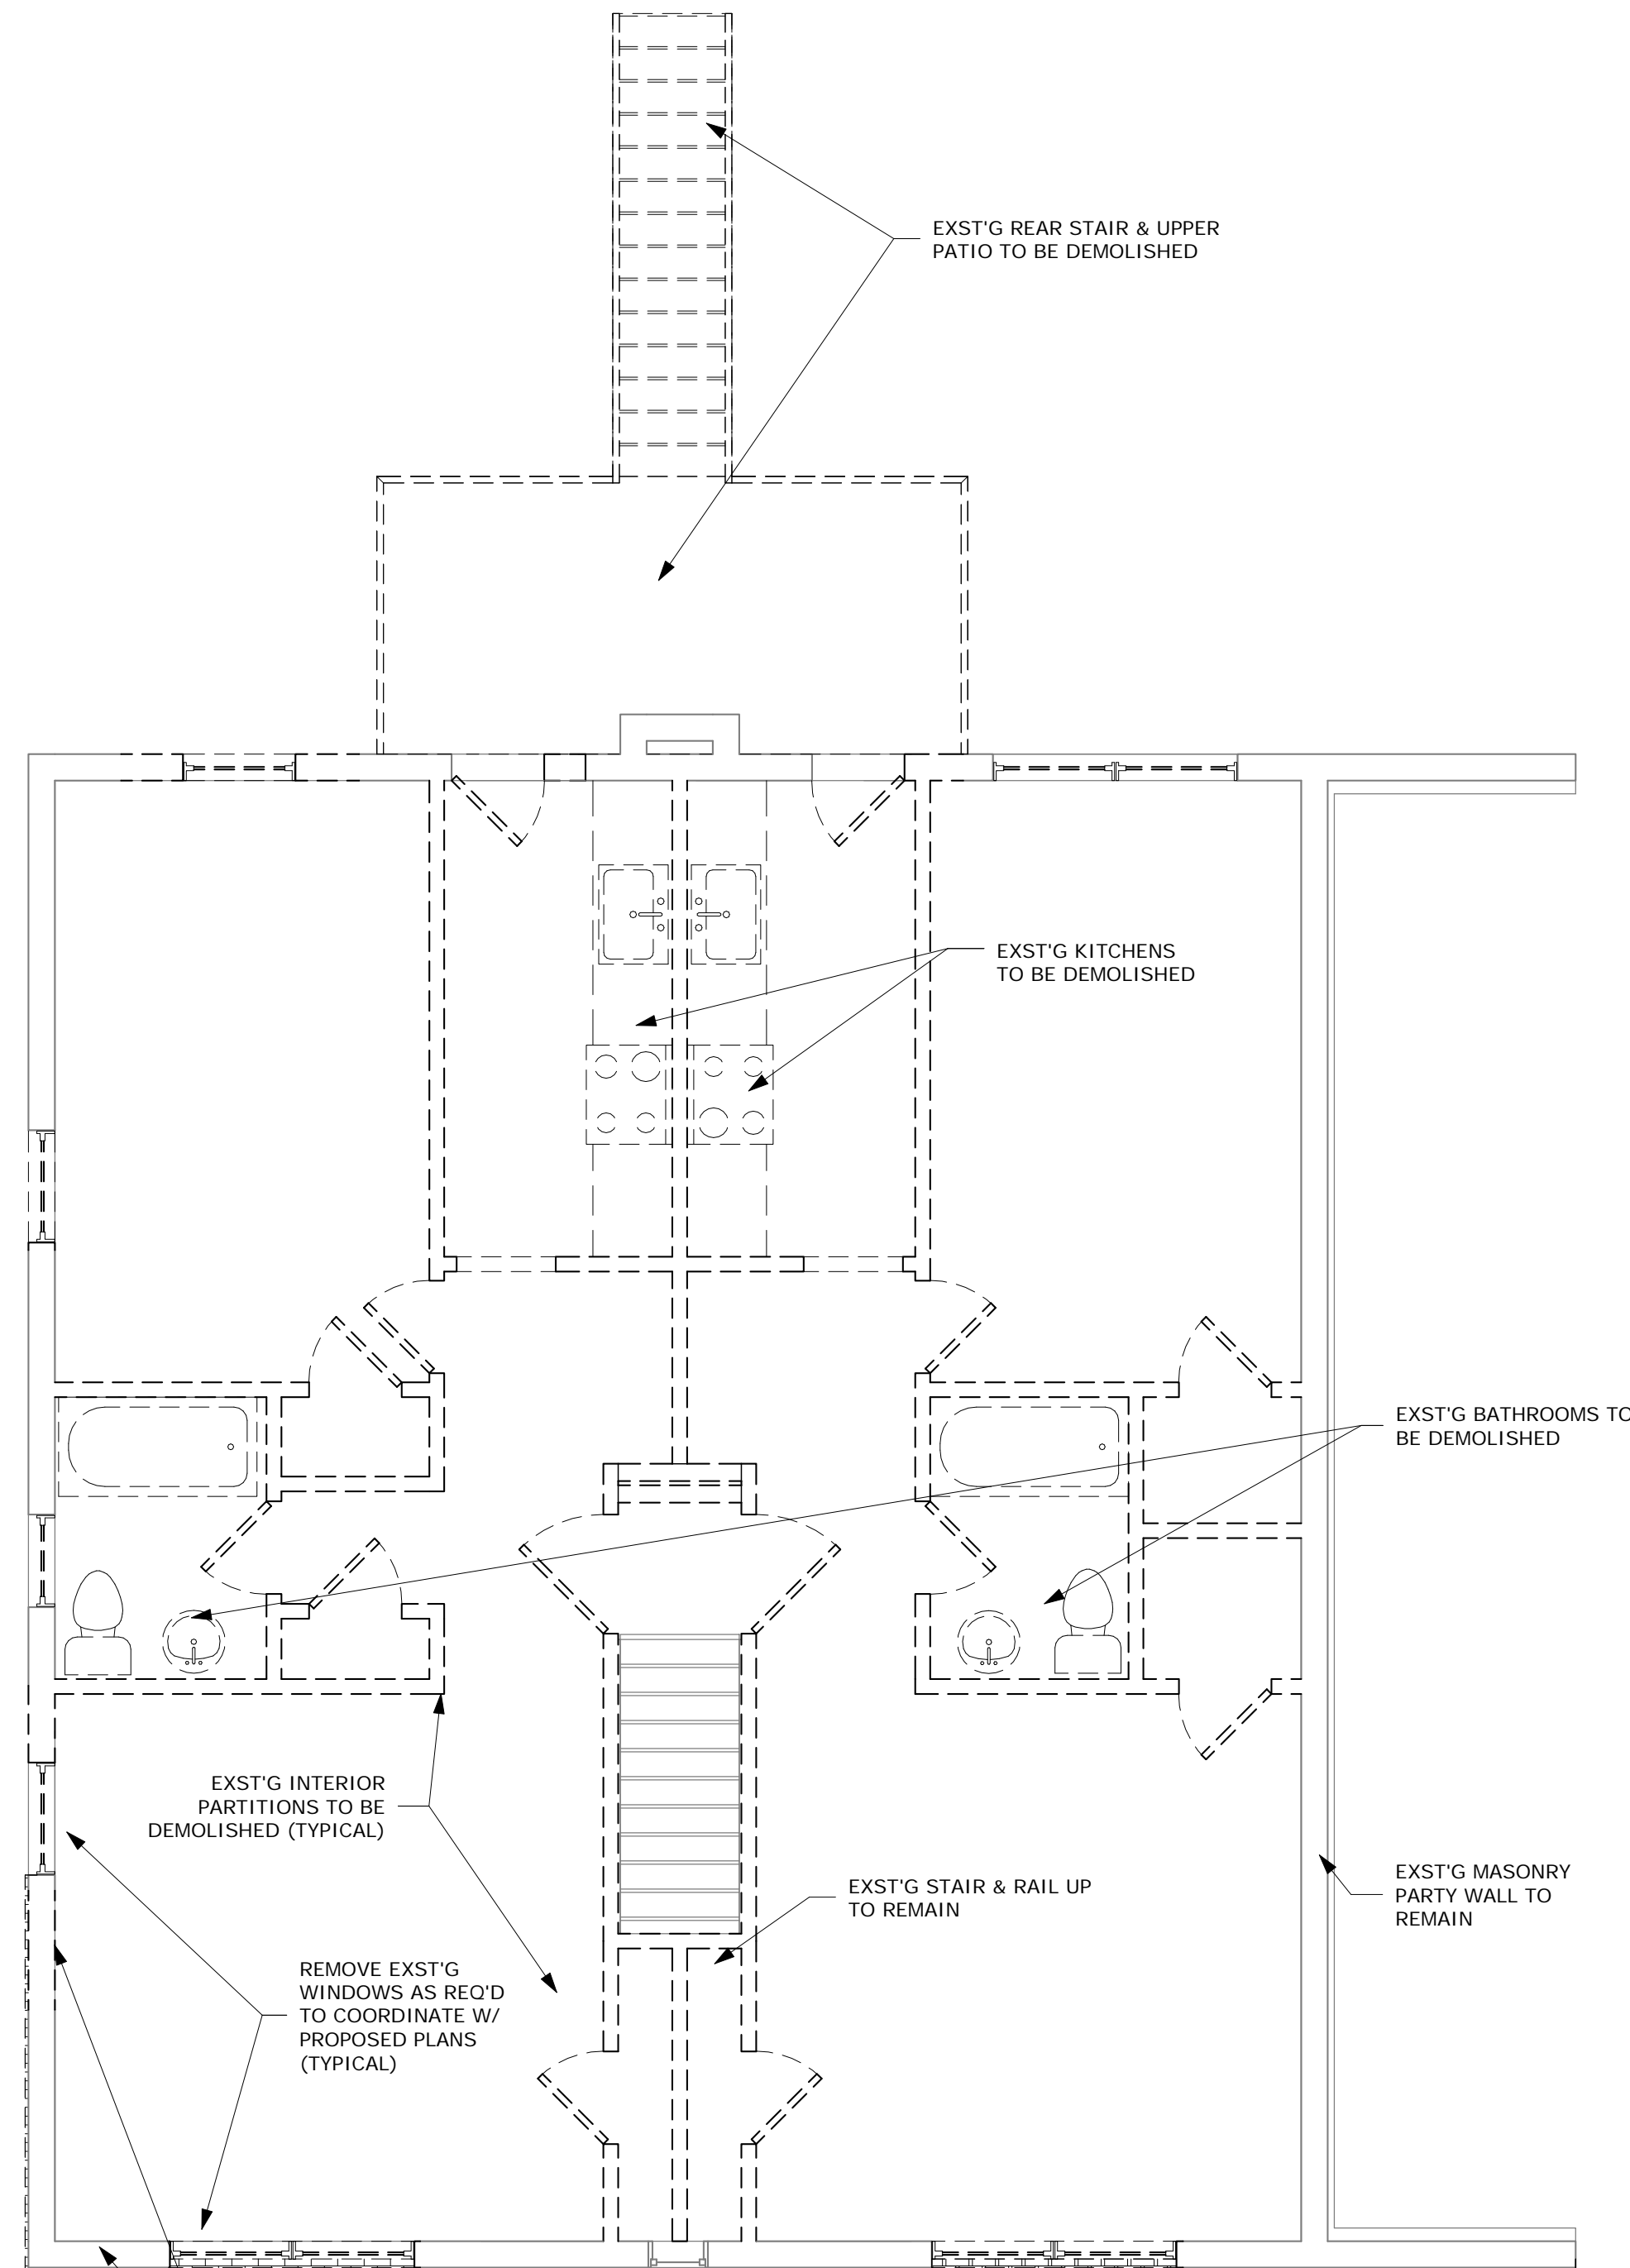 EXST'G REAR STAIR & UPPER
PATIO TO BE DEMOLISHED
EXST'G KITCHENS
TO BE DEMOLISHED
EXST'G BATHROOMS TO
BE DEMOLISHED
EXST'G INTERIOR
PARTITIONS TO BE
DEMOLISHED (TYPICAL)
EXST'G STAIR & RAIL UP
TO REMAIN
EXST'G MASONRY
PARTY WALL TO
REMAIN
REMOVE EXST'G
WINDOWS AS REQ'D
TO COORDINATE W/
PROPOSED PLANS
(TYPICAL)